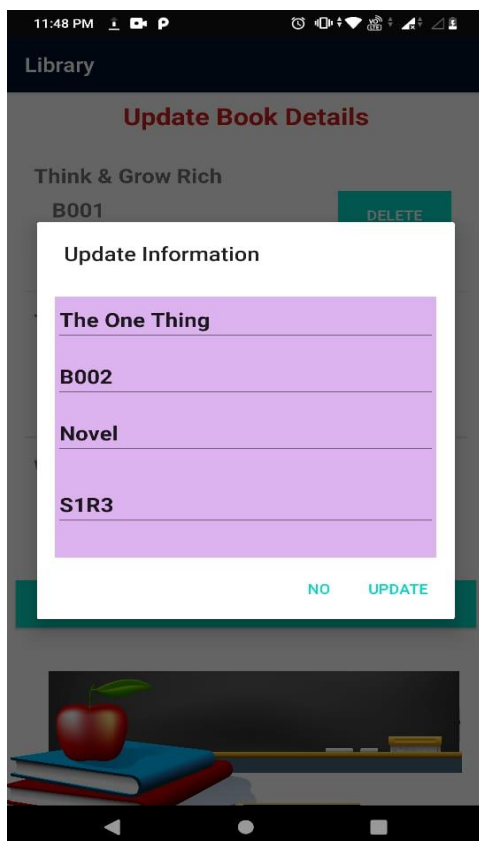 11:48 PM
Library
Update Book Details
Think & Grow Rich
B001
DELETE
Update Information
The One Thing
B002
Novel
S1R3
NO UPDATE